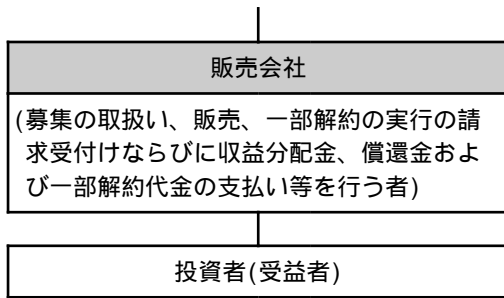 販売会社
(募集の取扱い、販売、一部解約の実行の請
求受付けならびに収益分配金、償還金およ
び一部解約代金の支払い等を行う者)
投資者(受益者)